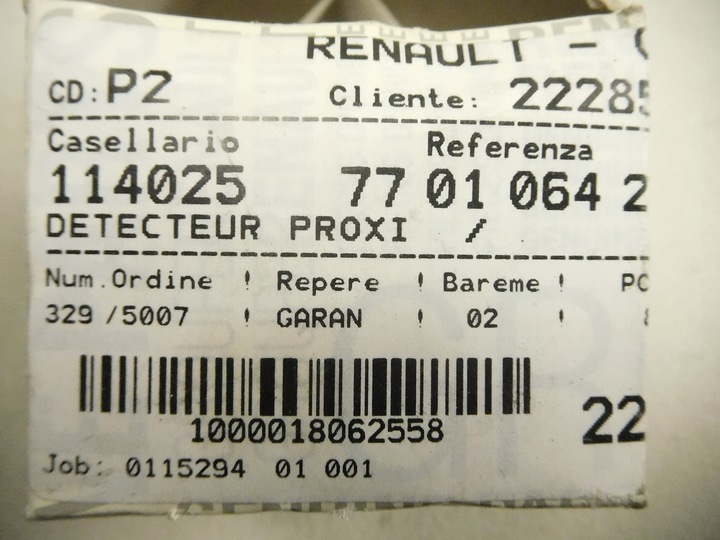 RENAULT - (
CD: P2 Cliente: 22285
Casellario Referenza
114025 77 01 064 2
DETECTEUR PROXI /
Num.Ordine ! Repere ! Bareme ! PC
329 /5007 ! GARAN ! 02 !
1000018062558 22
Job: 0115294 01 001